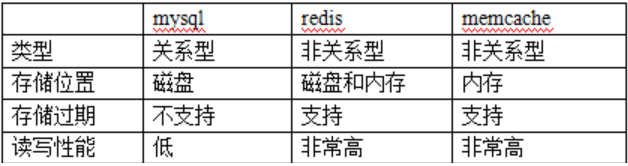 mysql redis memcache
类型 关系型 非关系型 非关系型
存储位置 磁盘 磁盘和内存 内存
存储过期 不支持 支持 支持
读写性能 低 非常高 非常高